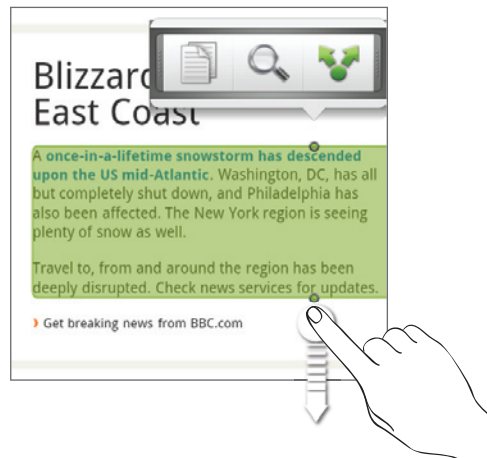 Blizzard
East Coast
A once-in-a-lifetime snowstorm has descended
upon the US mid-Atlantic. Washington, DC, has all
but completely shut down, and Philadelphia has
also been affected. The New York region is seeing
plenty of snow as well.
Travel to, from and around the region has been
deeply disrupted. Check news services for updates.
Get breaking news from BBC.com